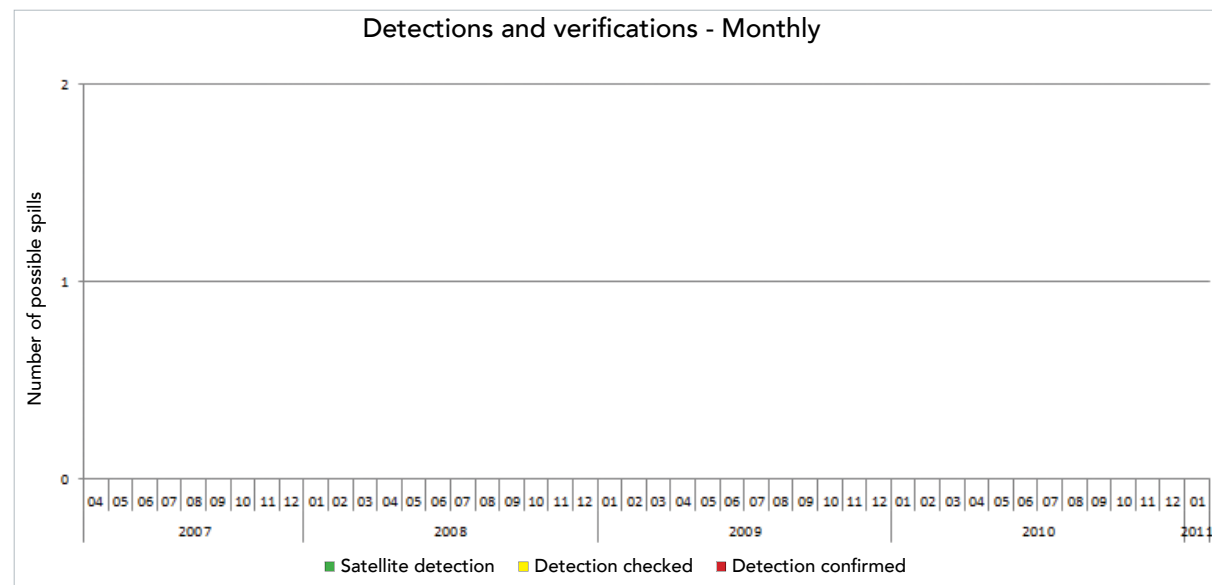 Detections and verifications - Monthly
Number of possible spills
2
1
0
04 05 06 07 08 09 10 11 12 01 02 03 04 05 06 07 08 09 10 11 12 01 02 03 04 05 06 07 08 09 10 11 12 01 02 03 04 05 06 07 08 09 10 11 12 01
2007 2008 2009 2010 2011
Satellite detection Detection checked Detection confirmed